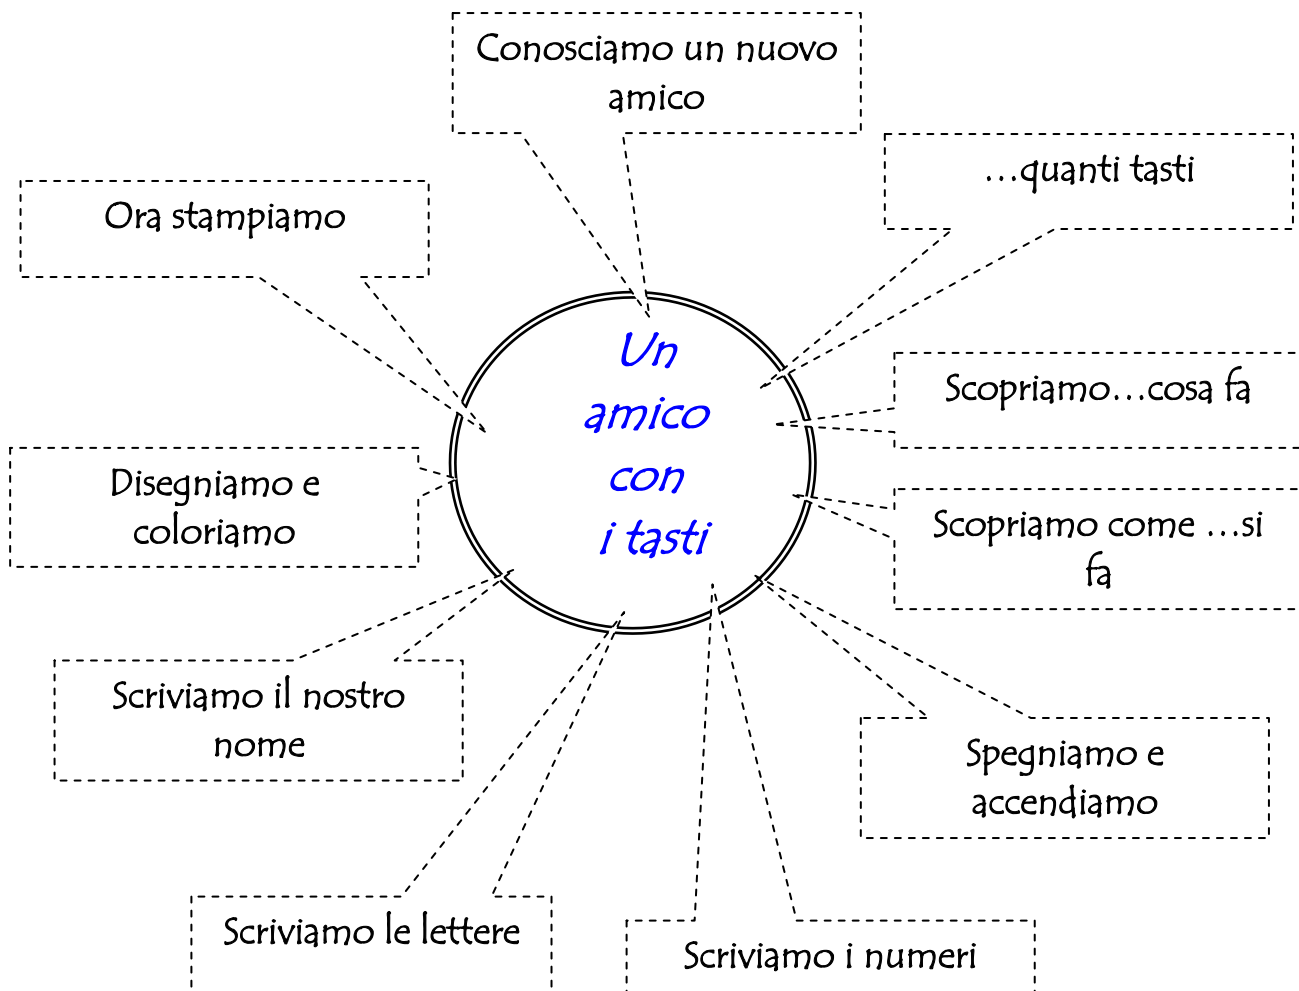 Conosciamo un nuovo
amico
…quanti tasti
Ora stampiamo
Un
amico
con
i tasti
Scopriamo…cosa fa
Disegniamo e
coloriamo
Scopriamo come …si
fa
Scriviamo il nostro
nome
Spegniamo e
accendiamo
Scriviamo le lettere
Scriviamo i numeri